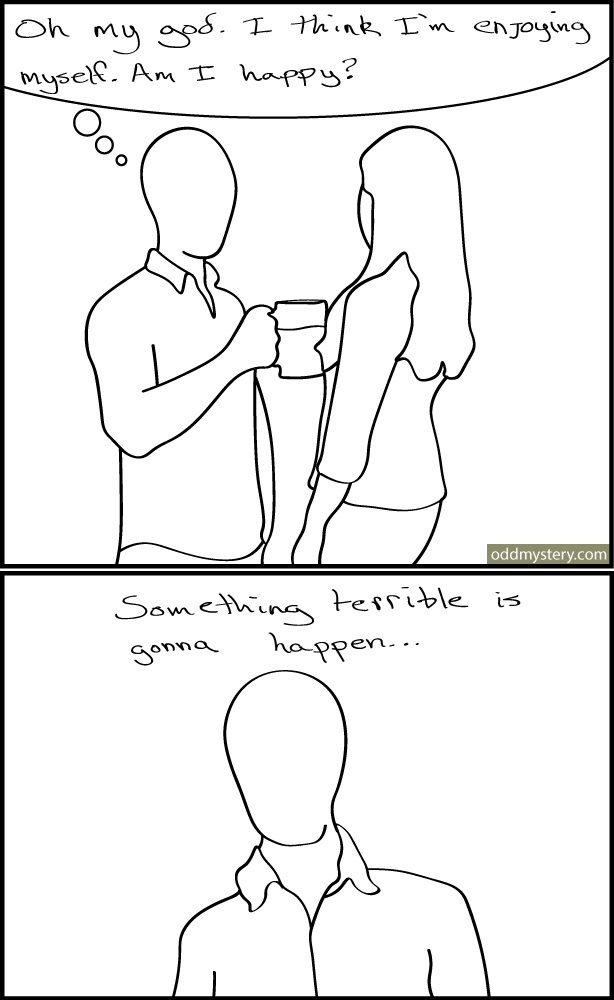 Oh my god. I think I'm enjoying
myself. Am I happy?
oddmystery.com
Something terrible is
gonna happen...